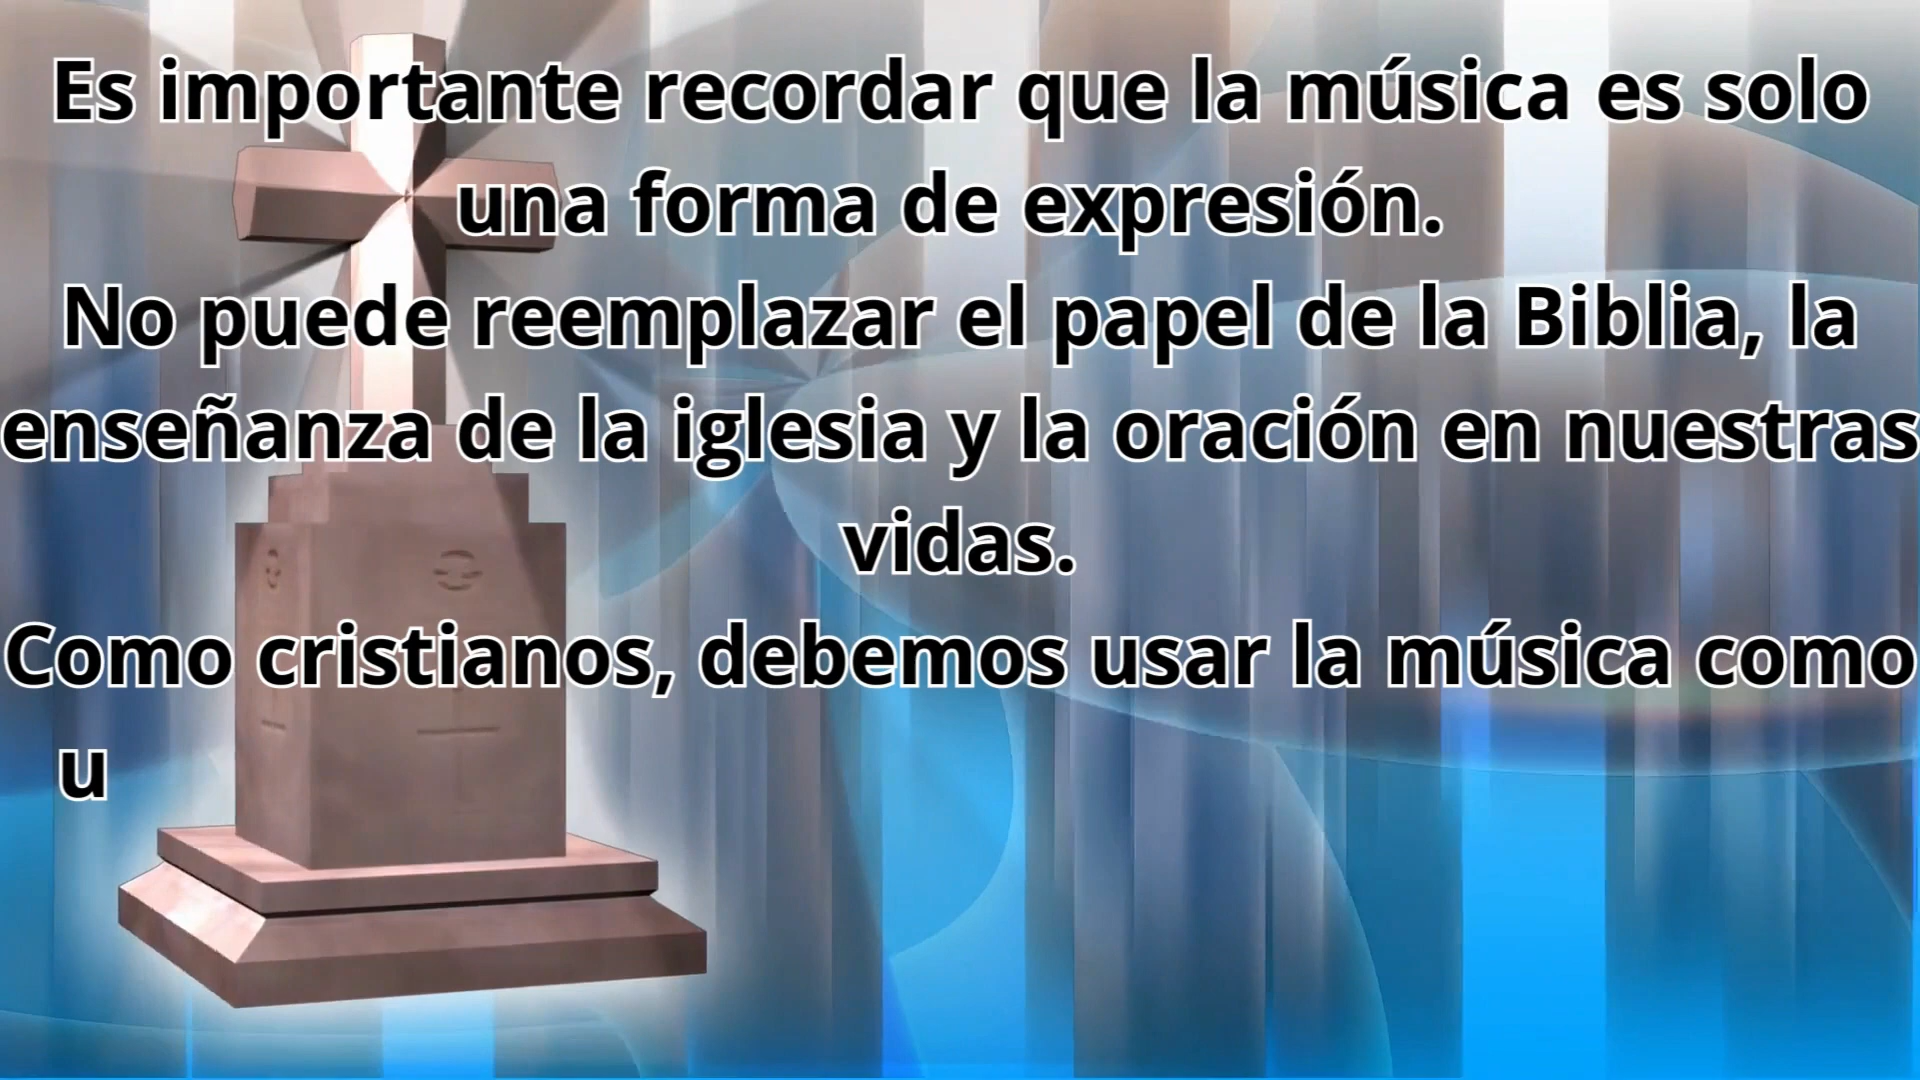 Es importante recordar que la música es solo
una forma de expresión.
No puede reemplazar el papel de la Biblia, la
enseñanza de la iglesia y la oración en nuestras
vidas.
Como cristianos, debemos usar la música como
u